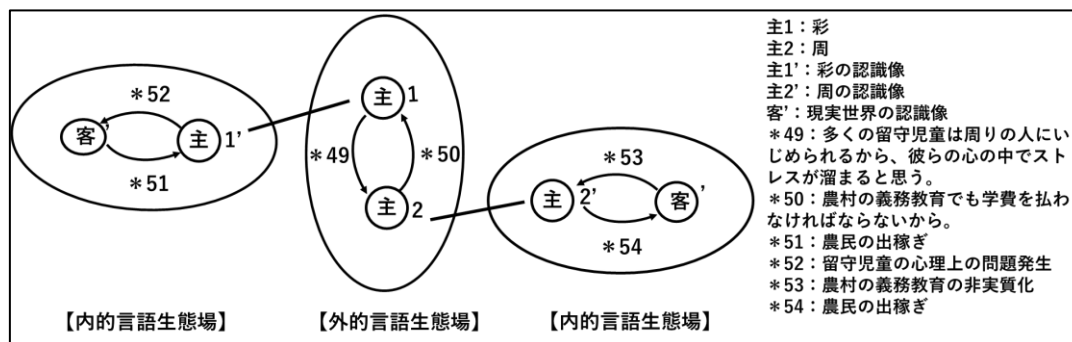 *52
客 '
主 1'
*51
主 1
*49
*50
主 2
*53
主 2'
客 '
*54
【内的言語生態場】
【外的言語生態場】
【内的言語生態場】
主1：彩
主2：周
主1'：彩の認識像
主2'：周の認識像
客'：現実世界の認識像
＊49：多くの留守児童は周りの人にい
じめられるから、彼らの心の中でスト
レスが溜まると思う。
＊50：農村の義務教育でも学費を払わ
なければならないから。
＊51：農民の出稼ぎ
＊52：留守児童の心理上の問題発生
＊53：農村の義務教育の非実質化
＊54：農民の出稼ぎ